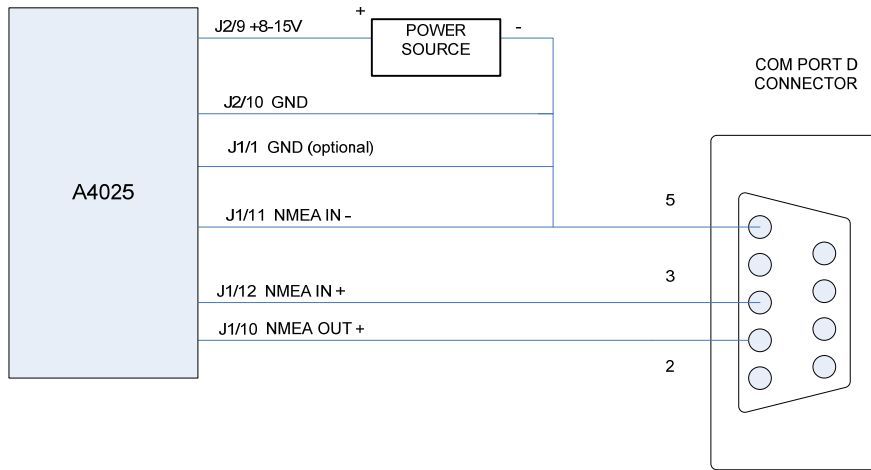 J2/9 +8-15V
+
POWER
SOURCE
-
COM PORT D
CONNECTOR
J2/10 GND
J1/1 GND (optional)
A4025
5
J1/11 NMEA IN -
3
J1/12 NMEA IN +
J1/10 NMEA OUT +
2